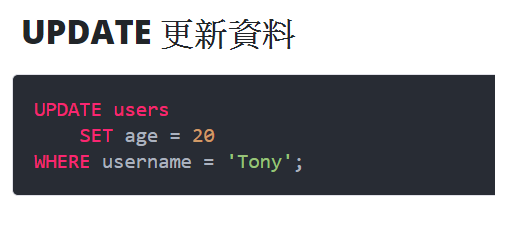 UPDATE 更新資料
UPDATE users
    SET age = 20
WHERE username = 'Tony';